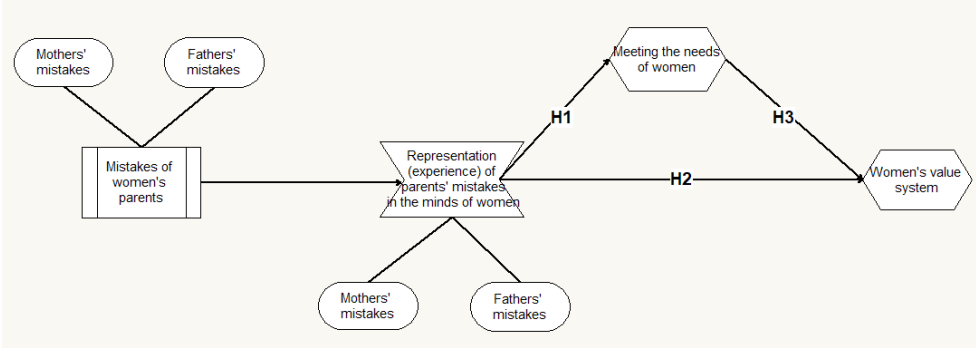 Mothers'
mistakes
Fathers'
mistakes
Mistakes of
women's
parents
Representation
(experience) of
parents' mistakes
in the minds of women
Mothers'
mistakes
Fathers'
mistakes
H1
Meeting the needs
of women
H3
H2
Women's value
system